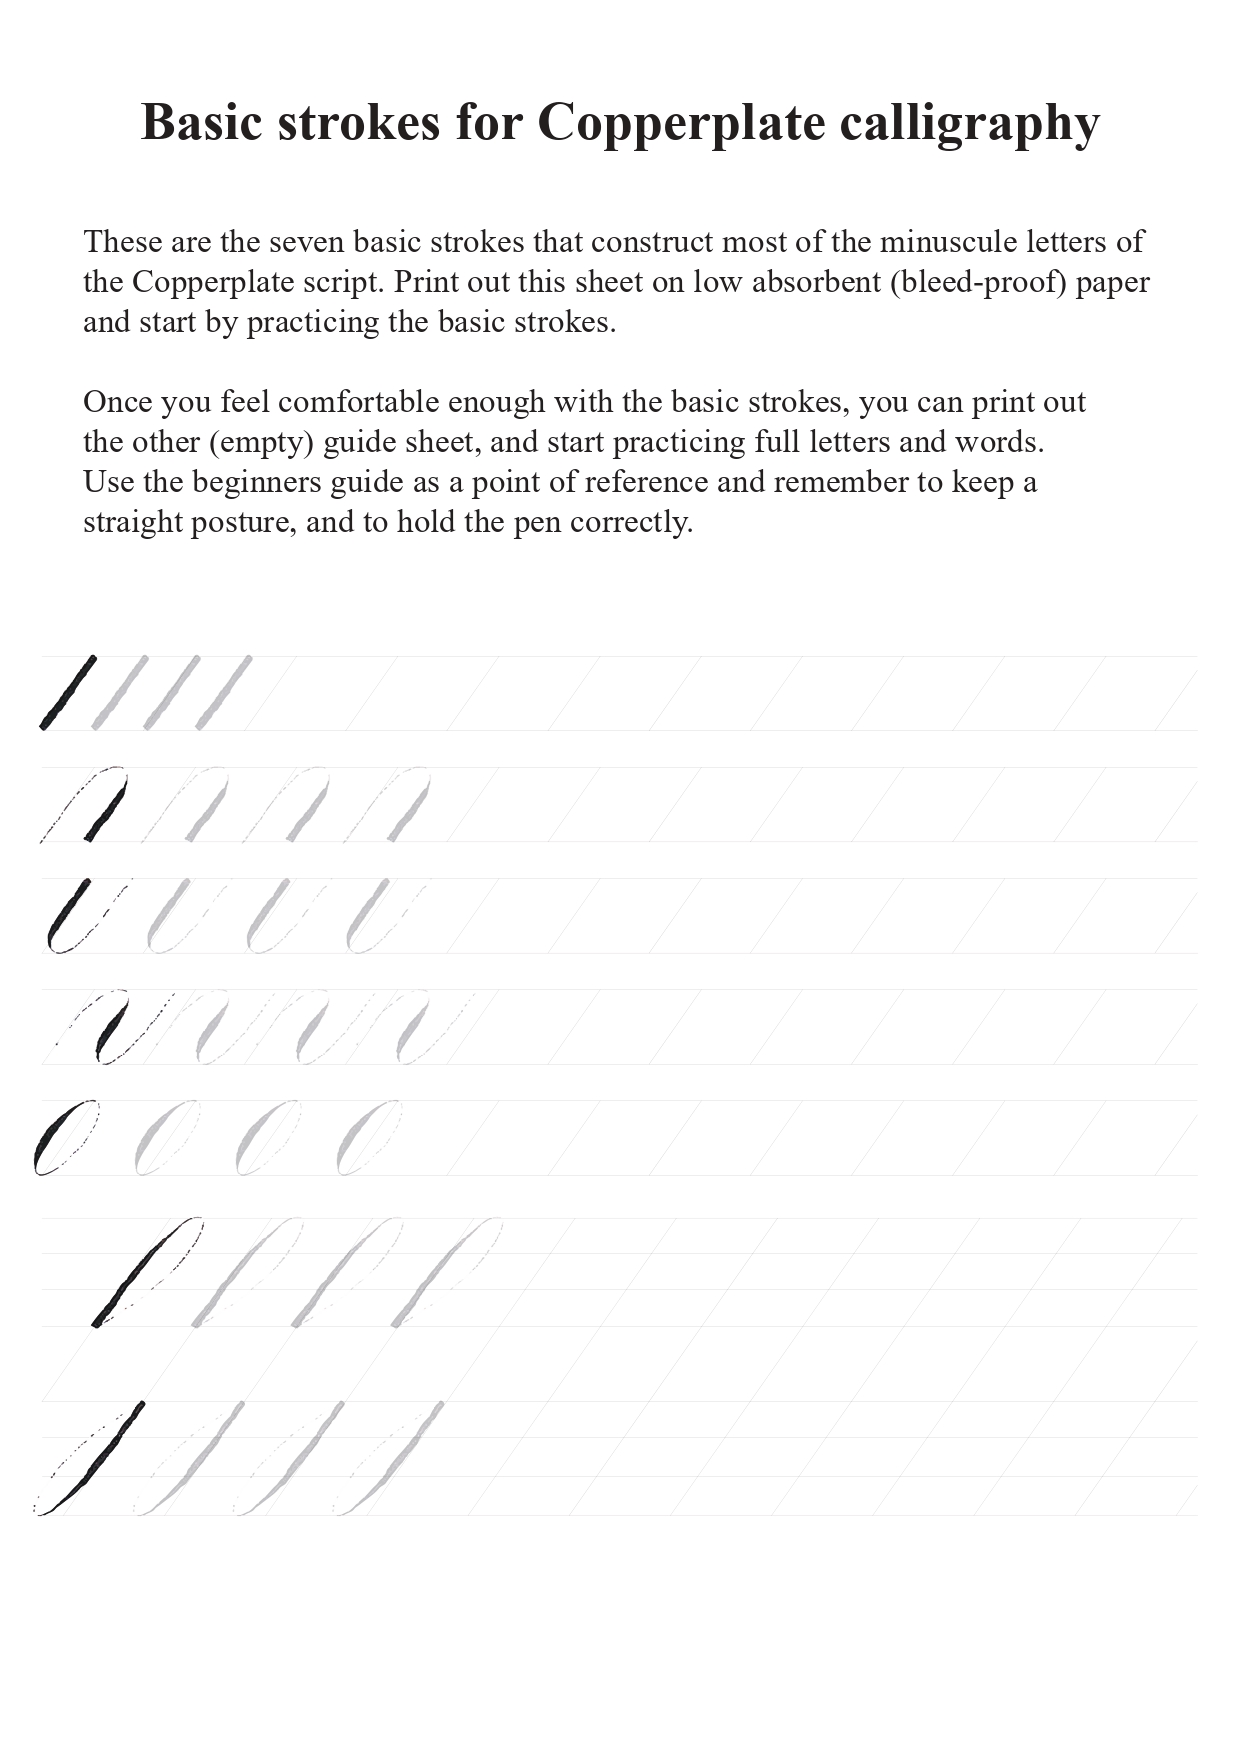 Basic strokes for Copperplate calligraphy
These are the seven basic strokes that construct most of the minuscule letters of
the Copperplate script. Print out this sheet on low absorbent (bleed-proof) paper
and start by practicing the basic strokes.
Once you feel comfortable enough with the basic strokes, you can print out
the other (empty) guide sheet, and start practicing full letters and words.
Use the beginners guide as a point of reference and remember to keep a
straight posture, and to hold the pen correctly.